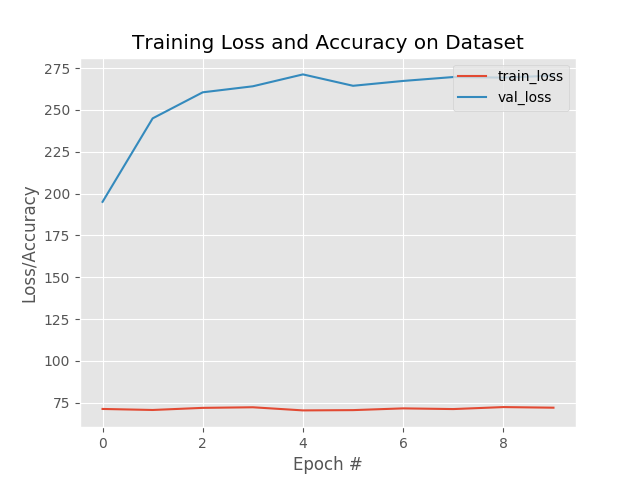 Training Loss and Accuracy on Dataset
275
250
225
200
175
150
125
100
75
Loss/Accuracy
train_loss
val_loss
0 2 4 6 8
Epoch #